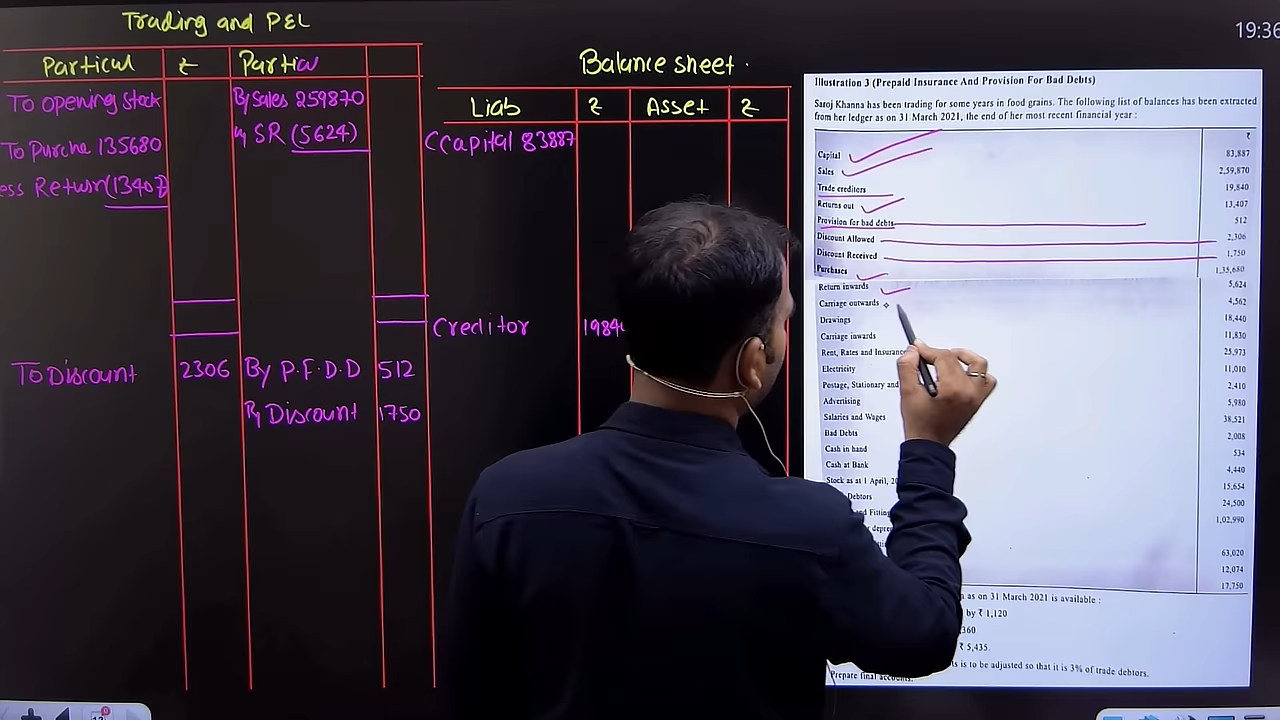 Trading and P&L
19:36
Particul ₹ Partical
To opening stock By Sales 259870
By SR (5624)
To Purche 135680
ess Return (13407)
To Discount 2306 By P.F.D.D 512
By Discount 1750
Balance sheet.
Liab ₹ Asset ₹
Capital 83887
Creditor 1984
Illustration 3 (Prepaid Insurance And Provision For Bad Debts)
Saroj Khanna has been trading for some years in food grains. The following list of balances has been extracted
from her ledger as on 31 March 2021, the end of her most recent financial year :
₹
Capital 83,887
Sales 2,59,870
Trade creditors 19,840
Returns out 13,407
Provision for bad debts 512
Discount Allowed 2,306
Discount Received 1,750
Purchases 1,35,680
Return inwards 5,624
Carriage outwards 4,562
Drawings 18,440
Carriage inwards 11,830
Rent, Rates and Insurance 25,973
Electricity 11,010
Postage, Stationary and 2,410
Advertising 5,980
Salaries and Wages 38,521
Bad Debts 2,008
Cash in hand 534
Cash at Bank 4,440
Stock as at 1 April, 20 15,654
Debtors 24,500
and Fitting 1,02,990
depre
63,020
12,074
17,750
as on 31 March 2021 is available :
by ₹ 1,120
360
₹ 5,435.
ts is to be adjusted so that it is 3% of trade debtors.
Prepare final accounts.